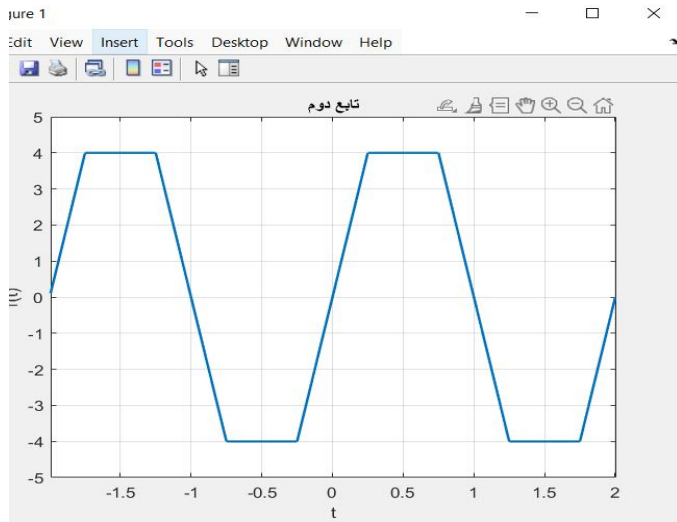 gure 1
Edit View Insert Tools Desktop Window Help
تابع دوم
5
4
3
2
1
0
-1
-2
-3
-4
-5
f(t)
-1.5 -1 -0.5 0 0.5 1 1.5 2
t